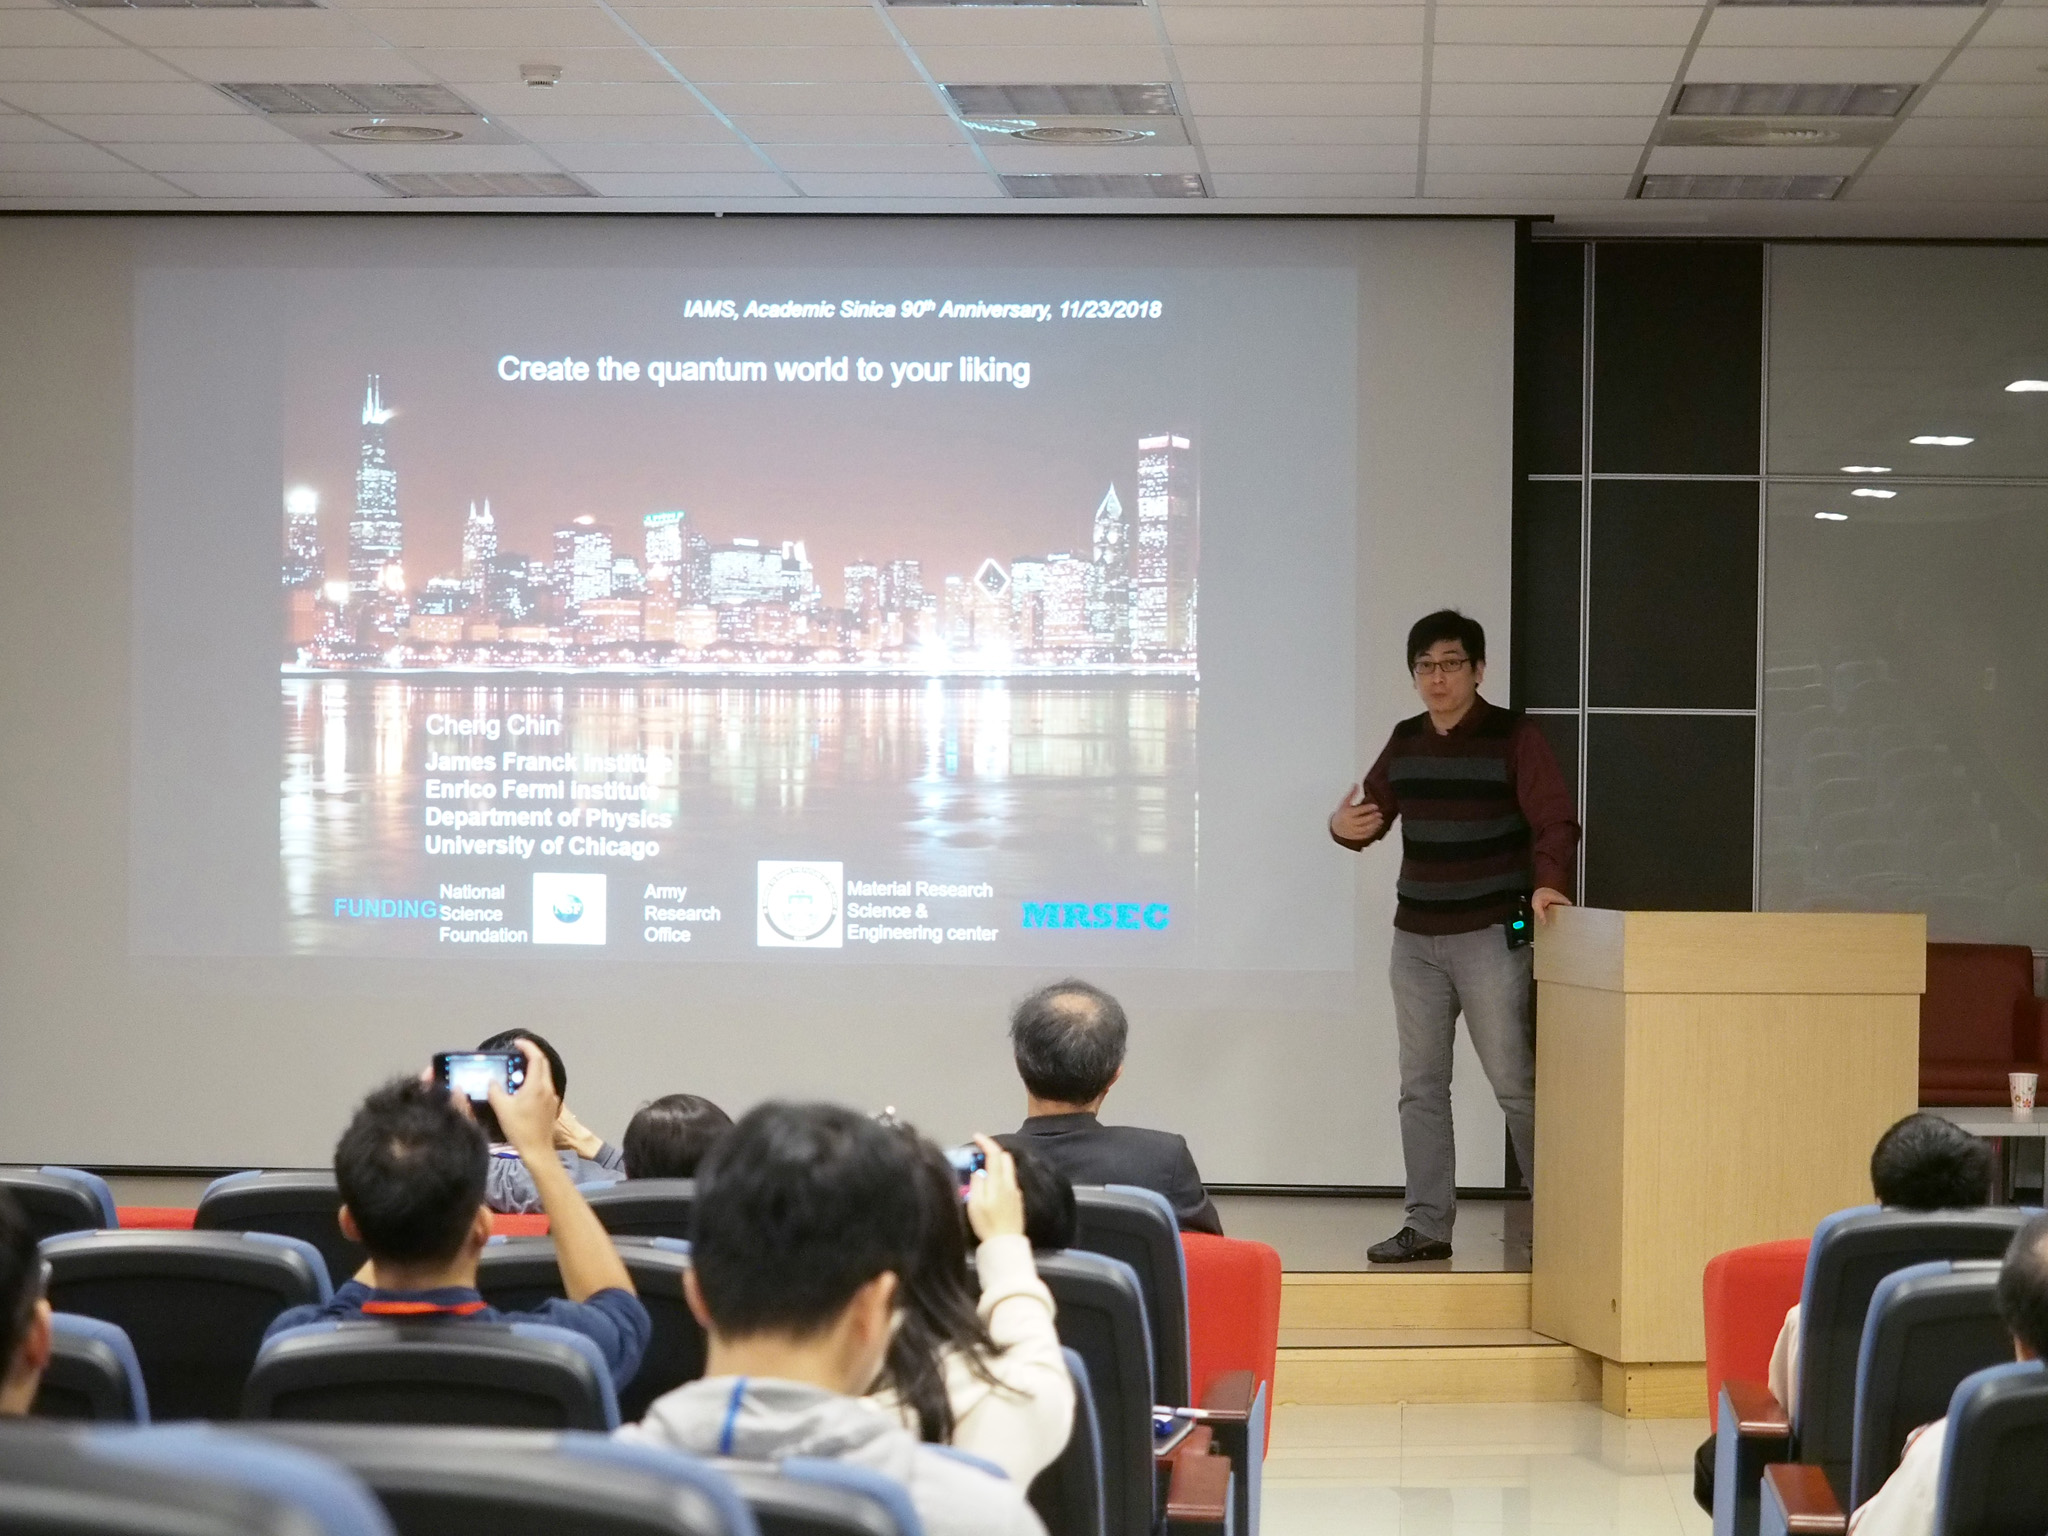 IAMS, Academic Sinica 90th Anniversary, 11/23/2018
Create the quantum world to your liking
Cheng Chin
James Franck Institute
Enrico Fermi Institute
Department of Physics
University of Chicago
FUNDING:
National
Science
Foundation
NSF
Army
Research
Office
Material Research
Science &
Engineering center
MRSEC